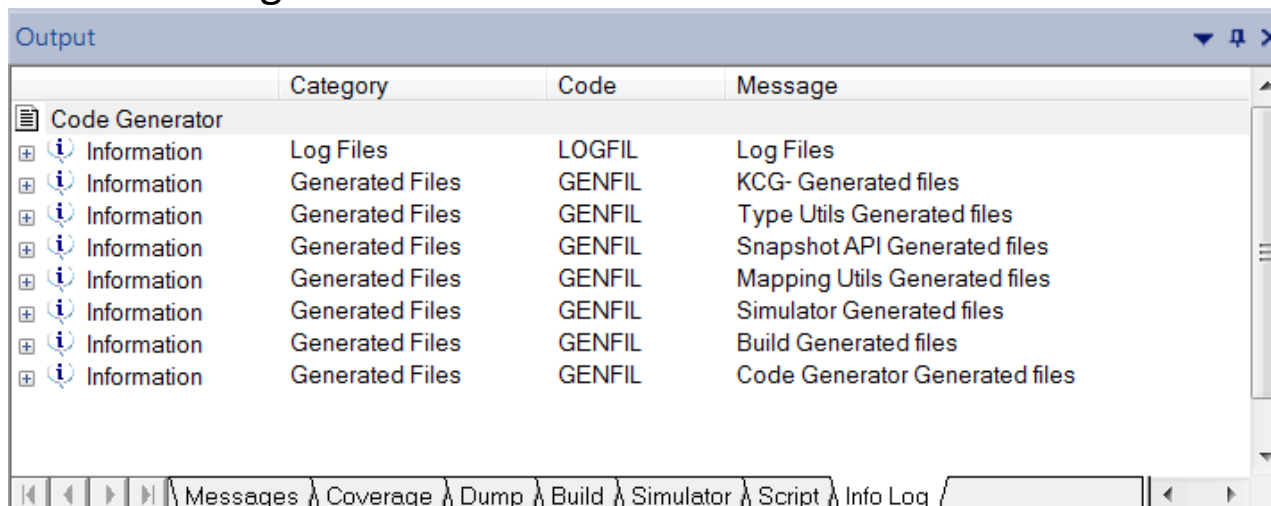 Output
Category Code Message
Code Generator
Information Log Files LOGFIL Log Files
Information Generated Files GENFIL KCG- Generated files
Information Generated Files GENFIL Type Utils Generated files
Information Generated Files GENFIL Snapshot API Generated files
Information Generated Files GENFIL Mapping Utils Generated files
Information Generated Files GENFIL Simulator Generated files
Information Generated Files GENFIL Build Generated files
Information Generated Files GENFIL Code Generator Generated files
Messages Coverage Dump Build Simulator Script Info Log